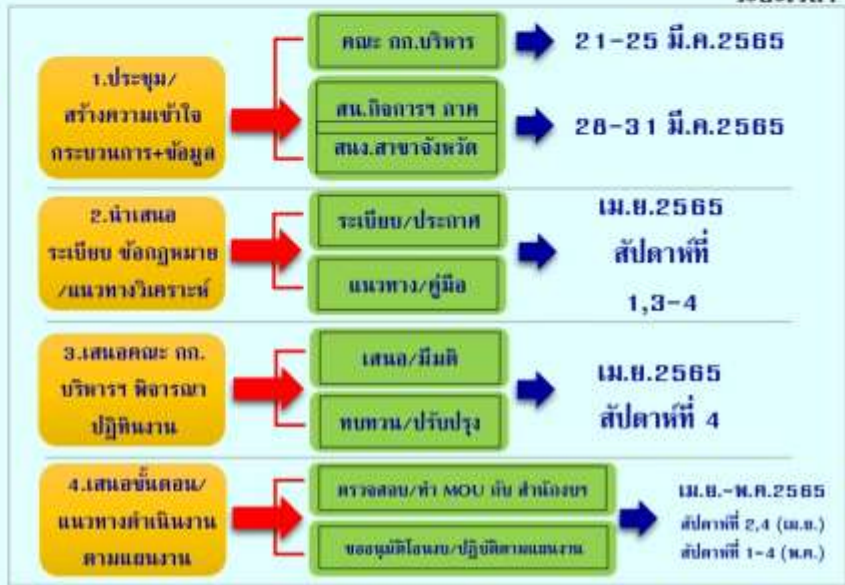 1.ประชุม/
สร้างความเข้าใจ
กระบวนการ+ข้อมูล
คณะ กก.บริหาร
21-25 มี.ค.2565
สน.กิจการฯ ภาค
สนง.สาขาจังหวัด
28-31 มี.ค.2565
2.นำเสนอ
ระเบียบ ข้อกฎหมาย
/แนวทางวิเคราะห์
ระเบียบ/ประกาศ
แนวทาง/คู่มือ
เม.ย.2565
สัปดาห์ที่
1,3-4
3.เสนอคณะ กก.
บริหารฯ พิจารณา
ปฏิทินงาน
เสนอ/มีมติ
ทบทวน/ปรับปรุง
เม.ย.2565
สัปดาห์ที่ 4
4.เสนอขั้นตอน/
แนวทางดำเนินงาน
ตามแผนงาน
ตรวจสอบ/ทำ MOU กับ สำนักงบฯ
ขออนุมัติโอนงบ/ปฏิบัติตามแผนงาน
เม.ย.-พ.ค.2565
สัปดาห์ที่ 2,4 (เม.ย.)
สัปดาห์ที่ 1-4 (พ.ค.)